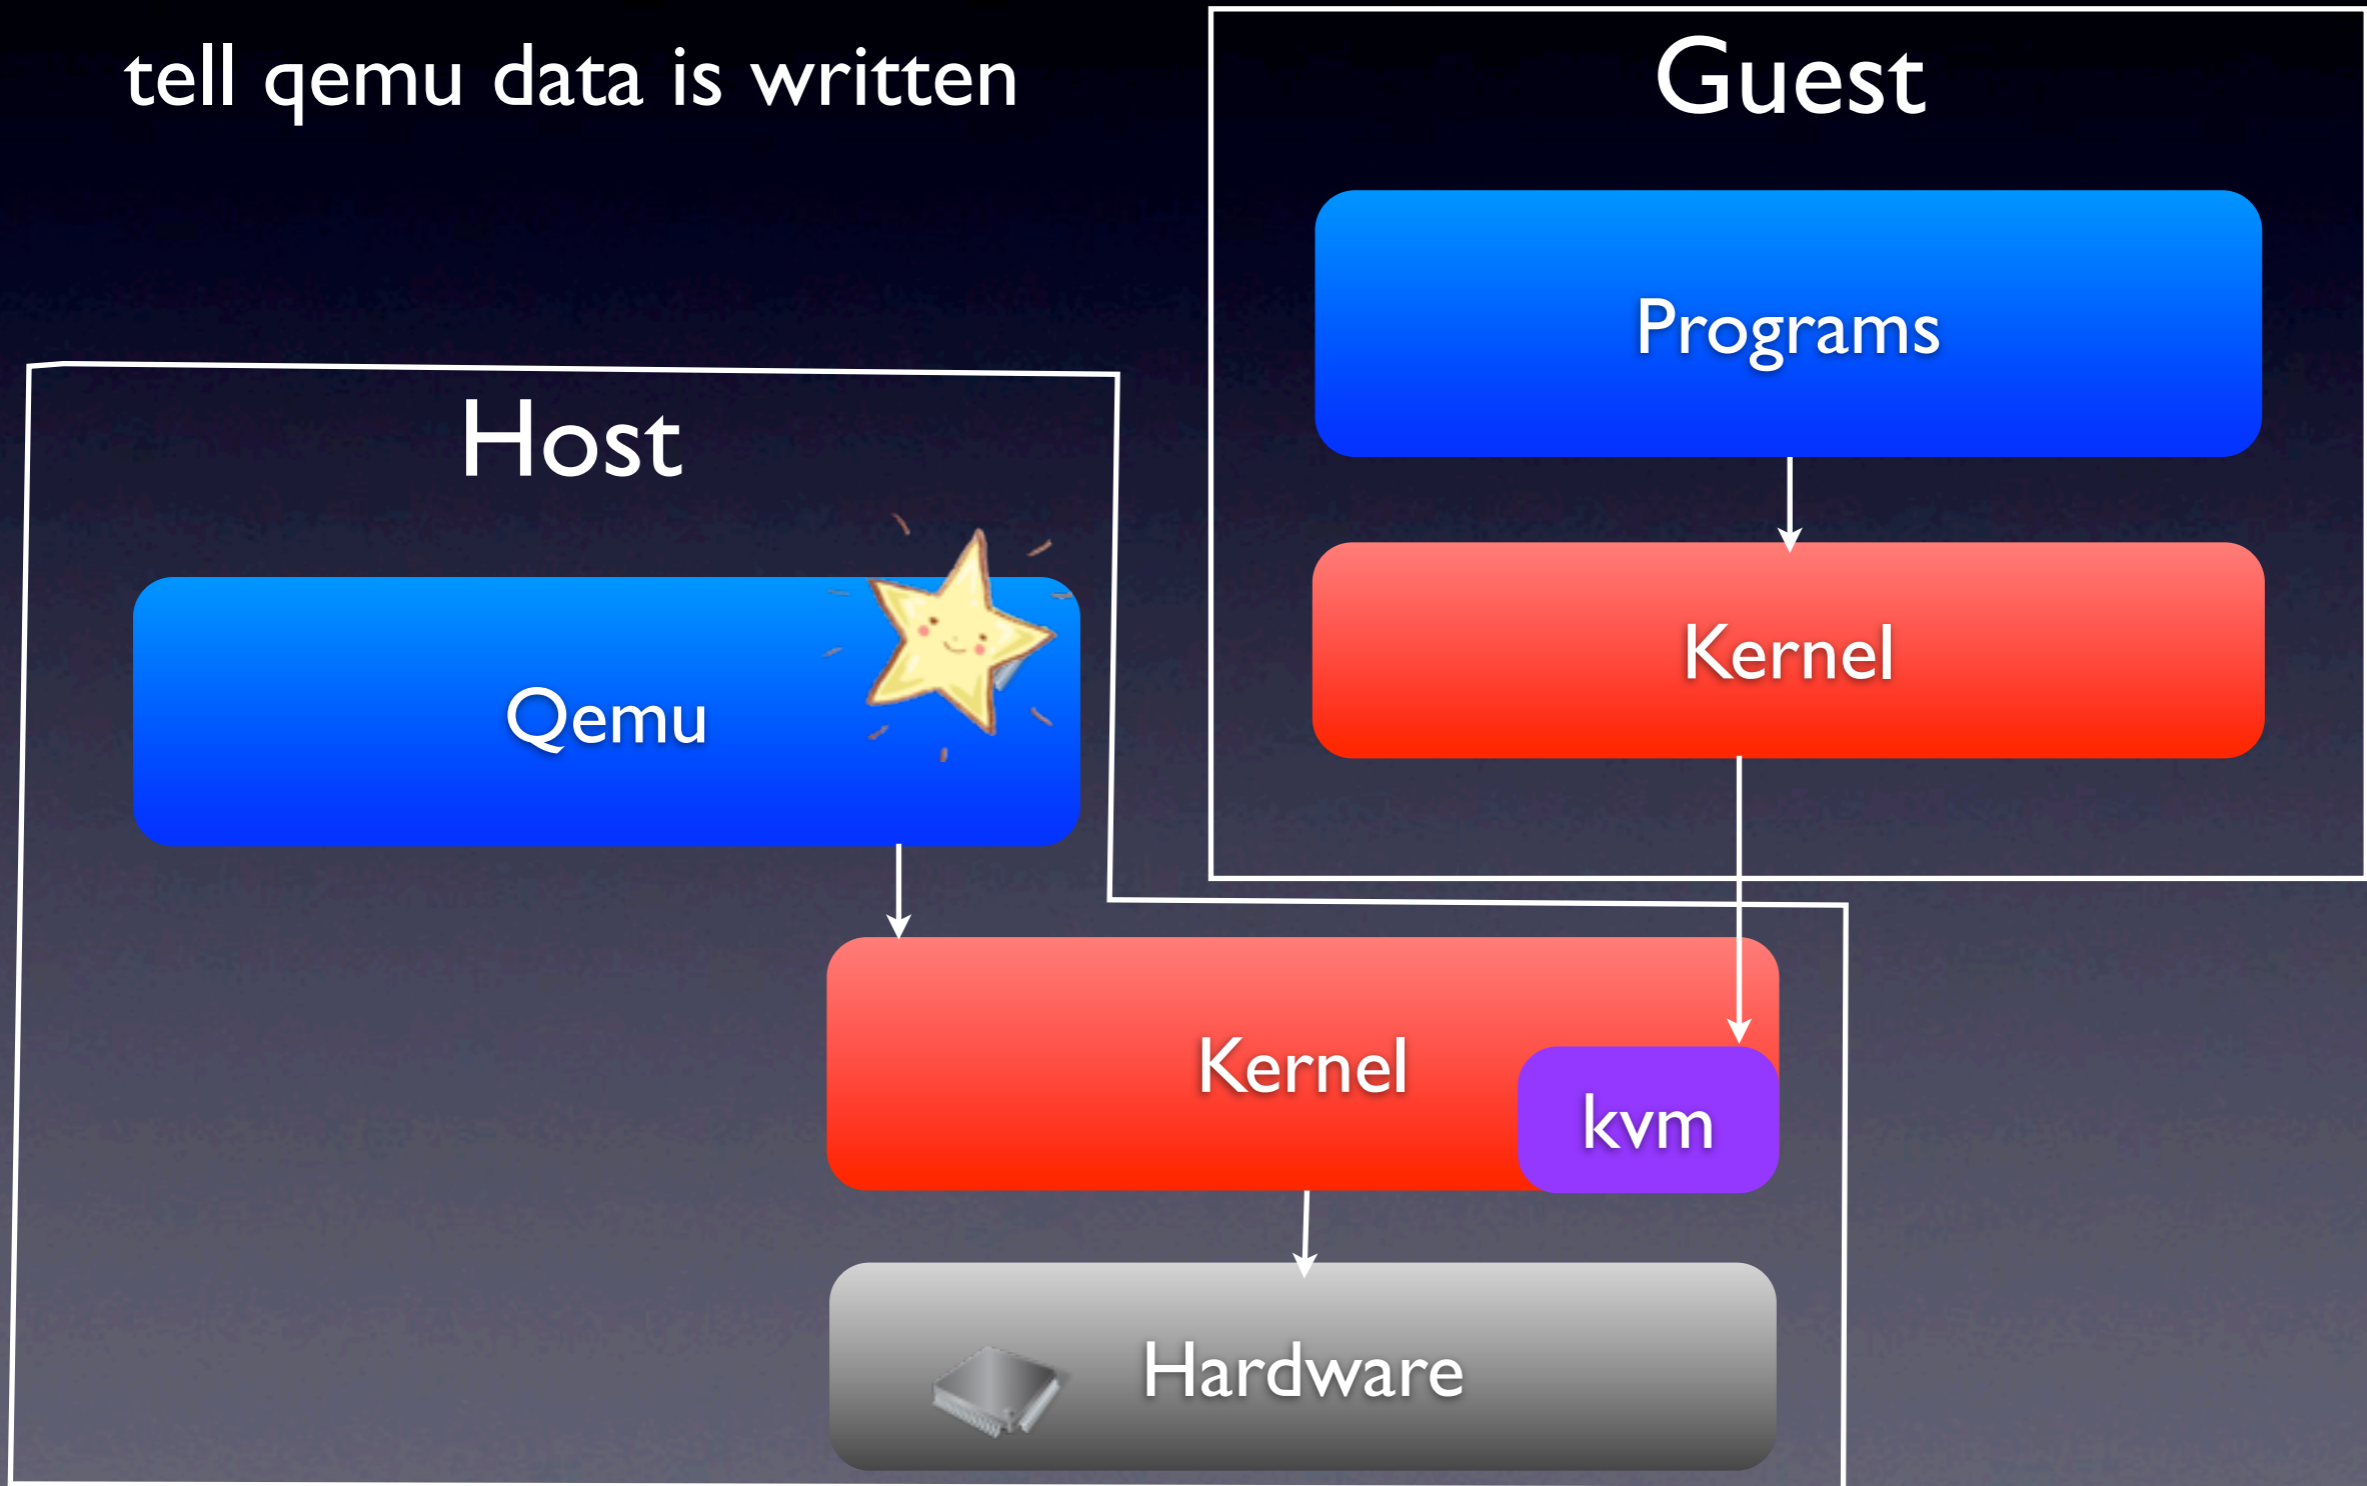 tell qemu data is written
Guest
Programs
Host
Kernel
Qemu
Kernel
kvm
Hardware